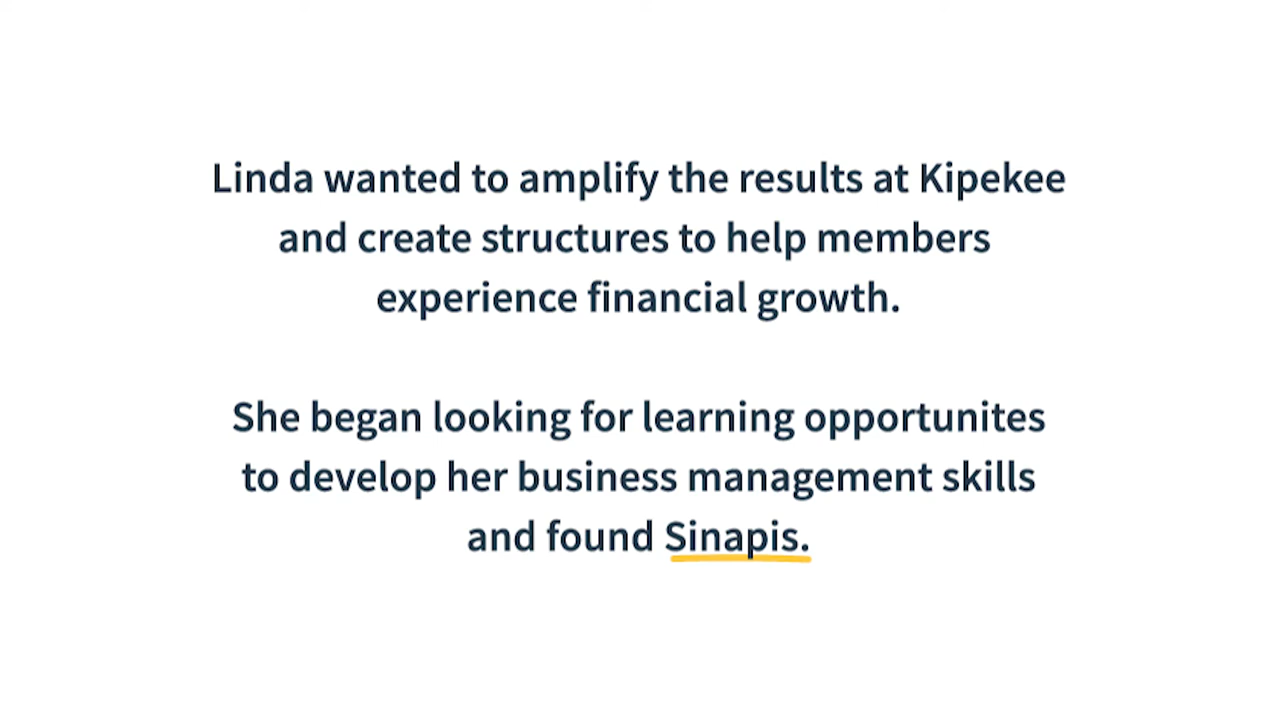 Linda wanted to amplify the results at Kipekee
and create structures to help members
experience financial growth.
She began looking for learning opportunites
to develop her business management skills
and found Sinapis.